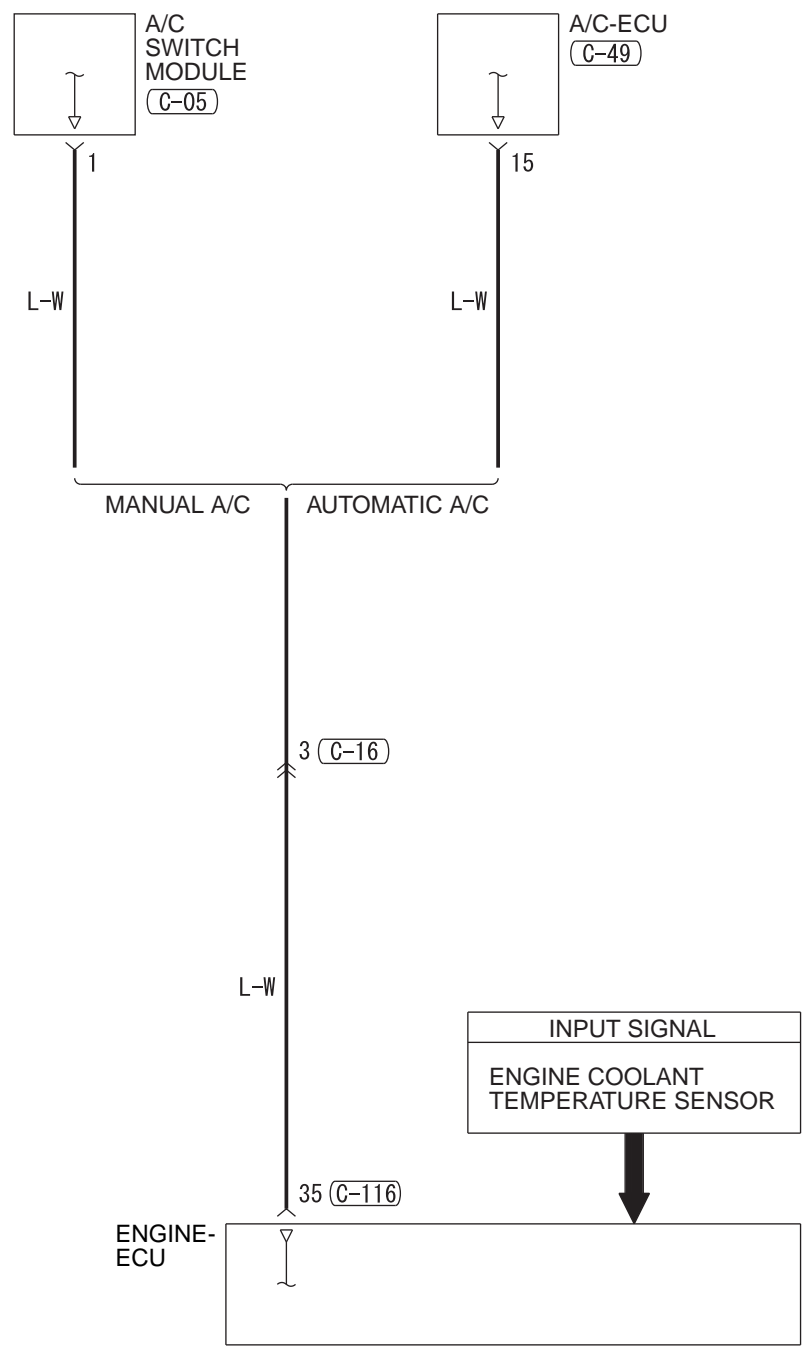 A/C
SWITCH
MODULE
C-05
A/C-ECU
C-49
1
15
L-W
L-W
MANUAL A/C
AUTOMATIC A/C
3 C-16
L-W
INPUT SIGNAL
ENGINE COOLANT
TEMPERATURE SENSOR
35 C-116
ENGINE-
ECU